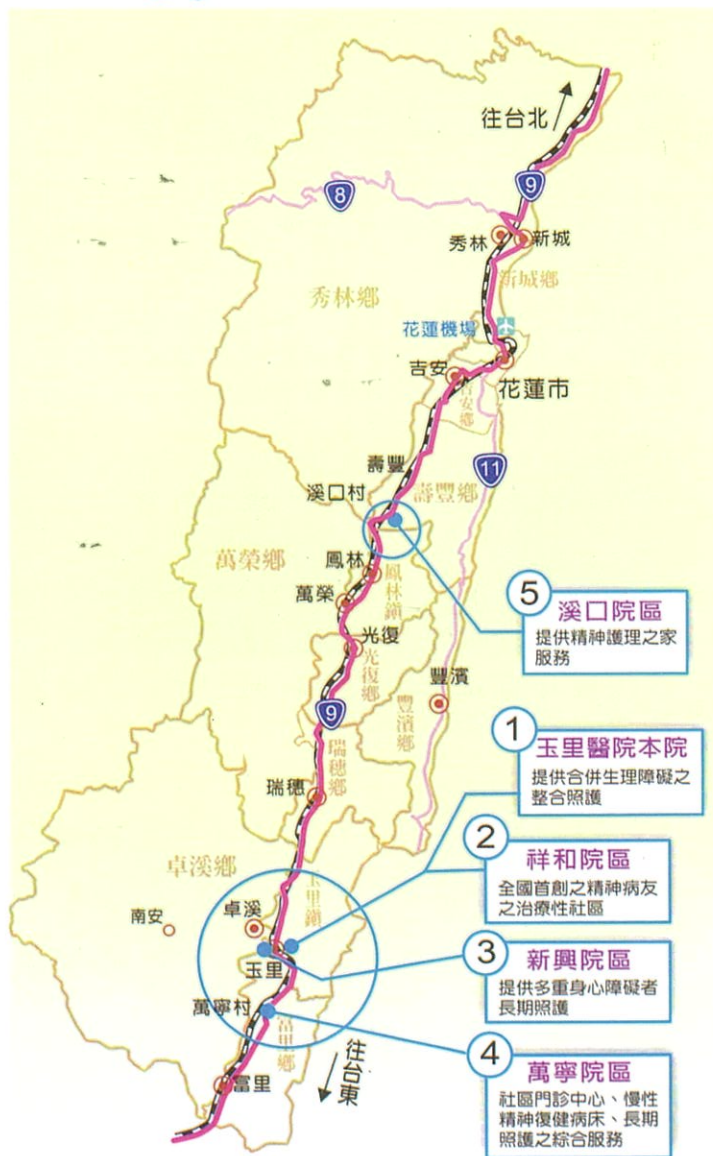 往台北
8
9
秀林
新城
新城鄉
秀林鄉
花蓮機場
吉安
花蓮市
吉安鄉
壽豐
11
溪口村
壽豐鄉
萬榮鄉
鳳林
鳳林鎮
萬榮
5
溪口院區
提供精神護理之家
服務
光復
光復鄉
豐濱
豐濱鄉
9
瑞穗鄉
1
玉里醫院本院
提供合併生理障礙之
整合照護
瑞穗
卓溪鄉
玉里鎮
2
祥和院區
全國首創之精神病友
之治療性社區
南安
卓溪
玉里
3
新興院區
提供多重身心障礙者
長期照護
萬寧村
富里鄉
往台東
4
萬寧院區
社區門診中心、慢性
精神復健病床、長期
照護之綜合服務
富里